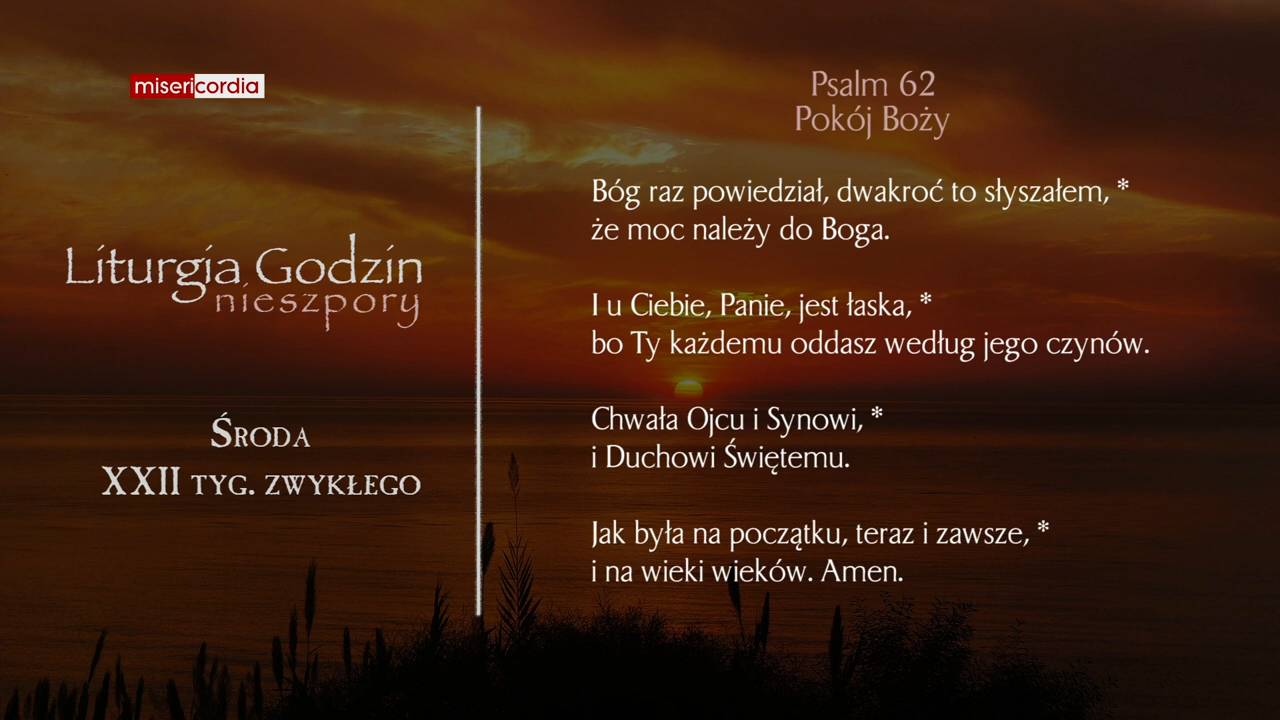 misericordia
Liturgia Godzin
nieszpory
Środa
XXII tyg. zwykłego
Psalm 62
Pokój Boży
Bóg raz powiedział, dwakroć to słyszałem, *
że moc należy do Boga.
I u Ciebie, Panie, jest łaska, *
bo Ty każdemu oddasz według jego czynów.
Chwała Ojcu i Synowi, *
i Duchowi Świętemu.
Jak była na początku, teraz i zawsze, *
i na wieki wieków. Amen.